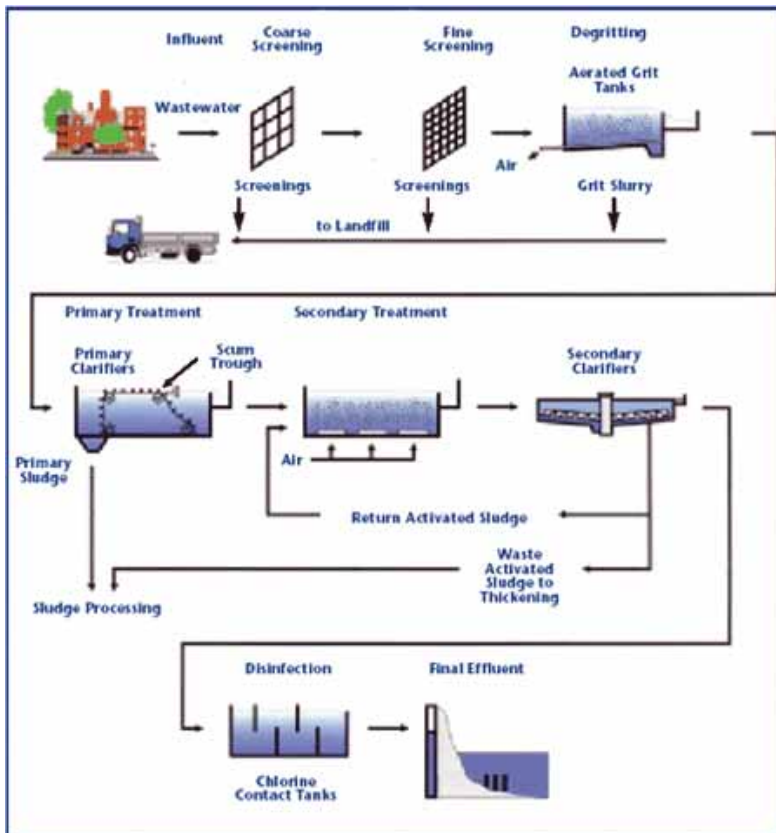 Influent
Coarse
Screening
Fine
Screening
Degritting
Aerated Grit
Tanks
Wastewater
Air
Screenings
Screenings
Grit Slurry
to Landfill
Primary Treatment
Secondary Treatment
Primary
Clarifiers
Scum
Trough
Secondary
Clarifiers
Primary
Sludge
Air
Return Activated Sludge
Waste
Activated
Sludge to
Thickening
Sludge Processing
Disinfection
Final Effluent
Chlorine
Contact Tanks